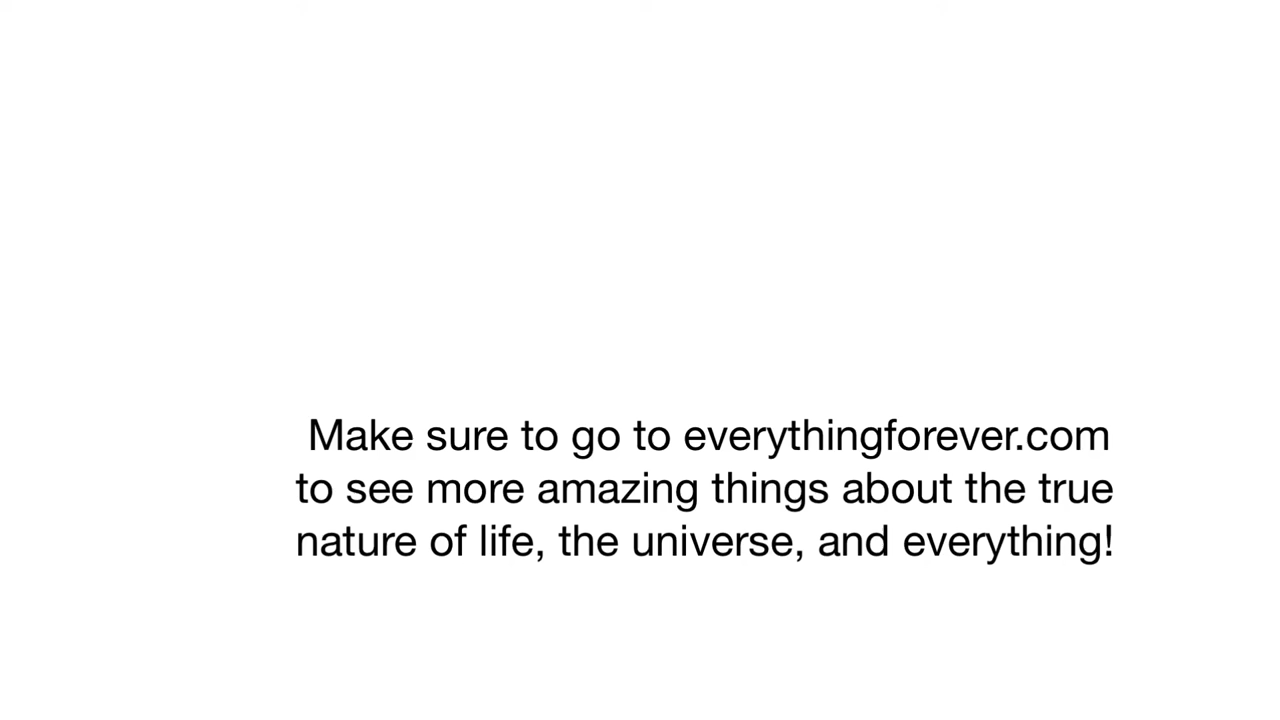 Make sure to go to everythingforever.com
to see more amazing things about the true
nature of life, the universe, and everything!